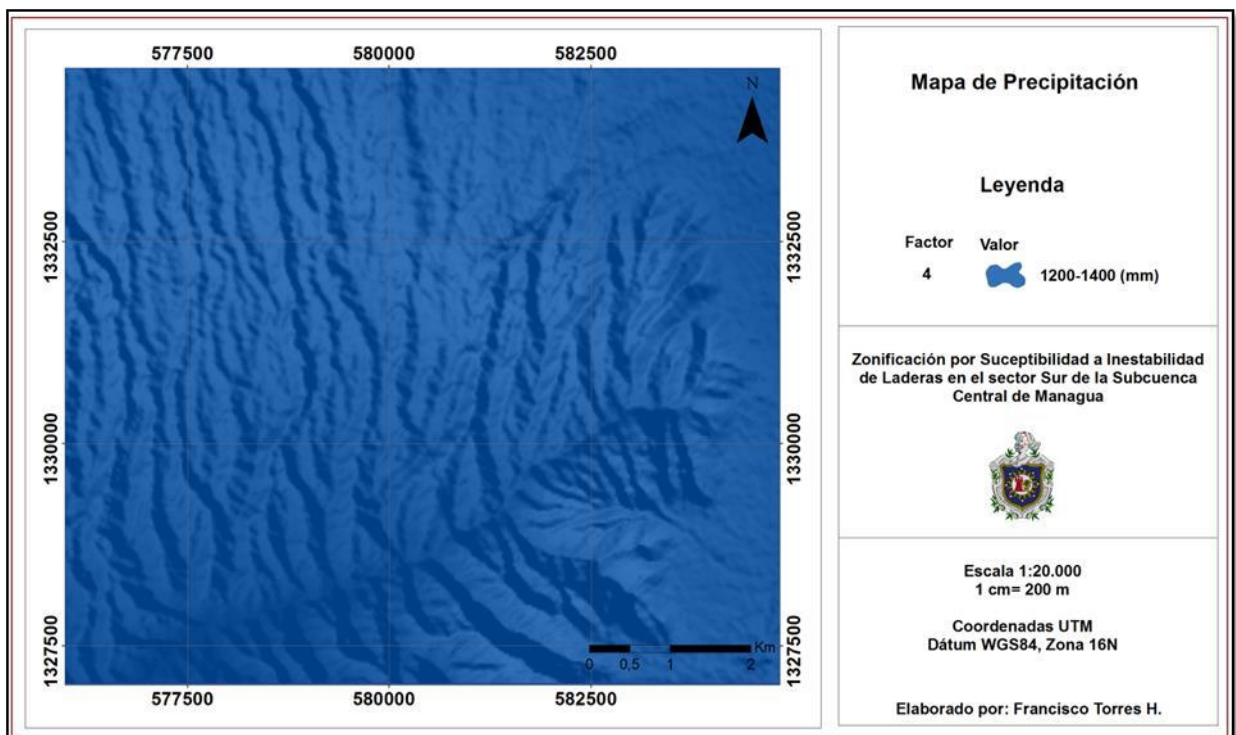 577500 580000 582500
N
1332500 1332500
1330000 1330000
1327500 1327500
Km
0 0,5 1 2
577500 580000 582500
Mapa de Precipitación
Leyenda
Factor Valor
4 1200-1400 (mm)
Zonificación por Suceptibilidad a Inestabilidad
de Laderas en el sector Sur de la Subcuenca
Central de Managua
Escala 1:20.000
1 cm= 200 m
Coordenadas UTM
Dátum WGS84, Zona 16N
Elaborado por: Francisco Torres H.